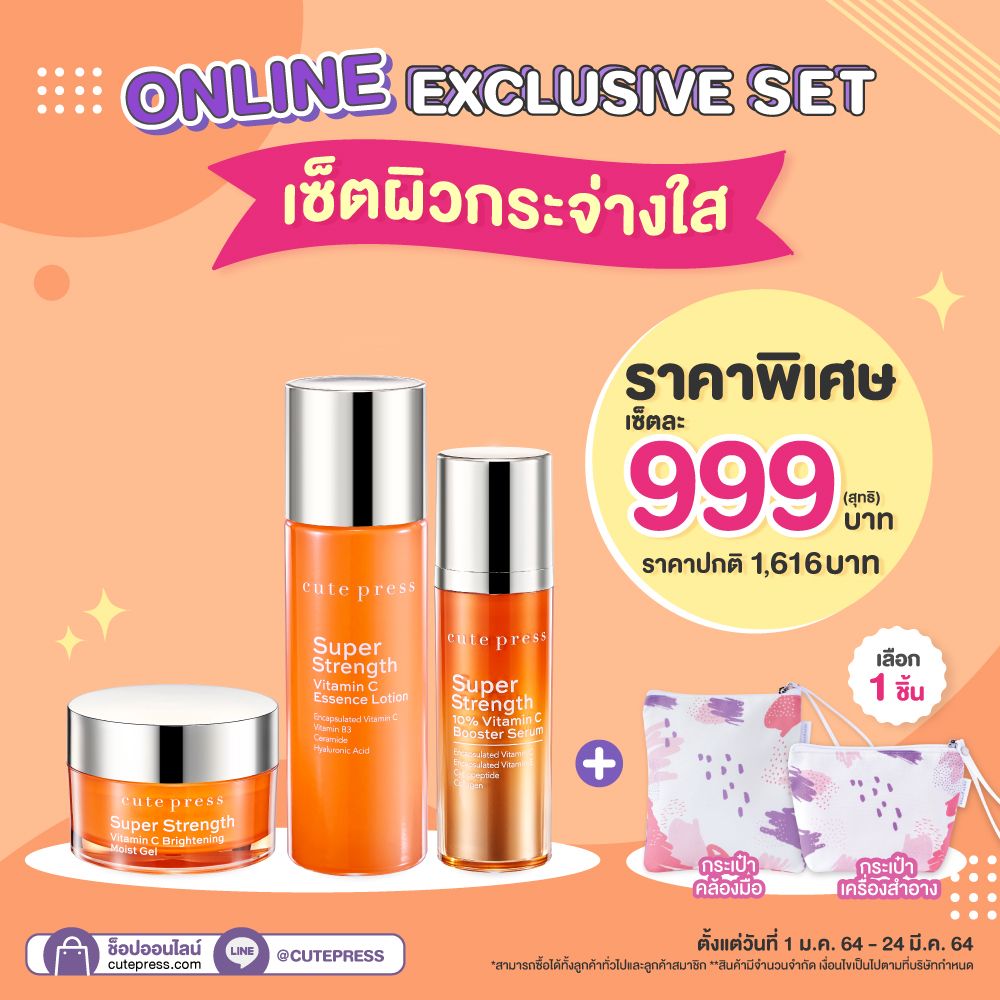 ONLINE EXCLUSIVE SET
เซ็ตผิวกระจ่างใส
ราคาพิเศษ
เซ็ตละ
999 (สุทธิ) บาท
ราคาปกติ 1,616 บาท
เลือก
1 ชิ้น
cute press
Super
Strength
Vitamin C
Essence Lotion
Encapsulated Vitamin C
Vitamin B3
Ceramide
Hyaluronic Acid
cute press
Super
Strength
10% Vitamin C
Booster Serum
Encapsulated Vitamin C
Encapsulated Vitamin E
Collagen
cute press
Super Strength
Vitamin C Brightening
Moist Gel
+
กระเป๋า
คล้องมือ
กระเป๋า
เครื่องสำอาง
ช็อปออนไลน์
cutepress.com
LINE
@CUTEPRESS
ตั้งแต่วันที่ 1 ม.ค. 64 - 24 มี.ค. 64
*สามารถซื้อได้ทั้งลูกค้าทั่วไปและลูกค้าสมาชิก **สินค้ามีจำนวนจำกัด เงื่อนไขเป็นไปตามที่บริษัทกำหนด